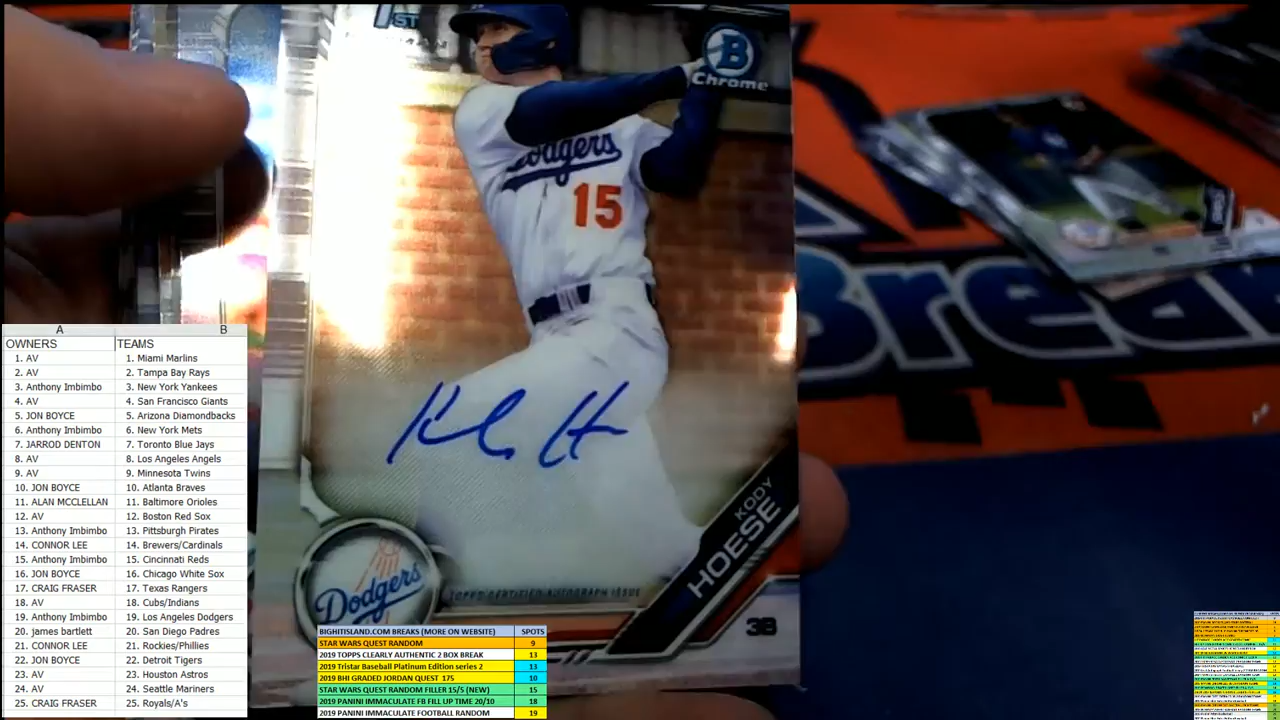 1ST
B
Chrome
Dodgers
15
KODY
HOESE
3B
Dodgers
TOPPS CERTIFIED AUTOGRAPH ISSUE
Break
A B
OWNERS TEAMS
1. AV 1. Miami Marlins
2. AV 2. Tampa Bay Rays
3. Anthony Imbimbo 3. New York Yankees
4. AV 4. San Francisco Giants
5. JON BOYCE 5. Arizona Diamondbacks
6. Anthony Imbimbo 6. New York Mets
7. JARROD DENTON 7. Toronto Blue Jays
8. AV 8. Los Angeles Angels
9. AV 9. Minnesota Twins
10. JON BOYCE 10. Atlanta Braves
11. ALAN MCCLELLAN 11. Baltimore Orioles
12. AV 12. Boston Red Sox
13. Anthony Imbimbo 13. Pittsburgh Pirates
14. CONNOR LEE 14. Brewers/Cardinals
15. Anthony Imbimbo 15. Cincinnati Reds
16. JON BOYCE 16. Chicago White Sox
17. CRAIG FRASER 17. Texas Rangers
18. AV 18. Cubs/Indians
19. Anthony Imbimbo 19. Los Angeles Dodgers
20. james bartlett 20. San Diego Padres
21. CONNOR LEE 21. Rockies/Phillies
22. JON BOYCE 22. Detroit Tigers
23. AV 23. Houston Astros
24. AV 24. Seattle Mariners
25. CRAIG FRASER 25. Royals/A's
BIGHITISLAND.COM BREAKS (MORE ON WEBSITE) SPOTS
STAR WARS QUEST RANDOM 9
2019 TOPPS CLEARLY AUTHENTIC 2 BOX BREAK 13
2019 Tristar Baseball Platinum Edition series 2 13
2019 BHI GRADED JORDAN QUEST 175 10
STAR WARS QUEST RANDOM FILLER 15/5 (NEW) 15
2019 PANINI IMMACULATE FB FILL UP TIME 20/10 18
2019 PANINI IMMACULATE FOOTBALL RANDOM 19